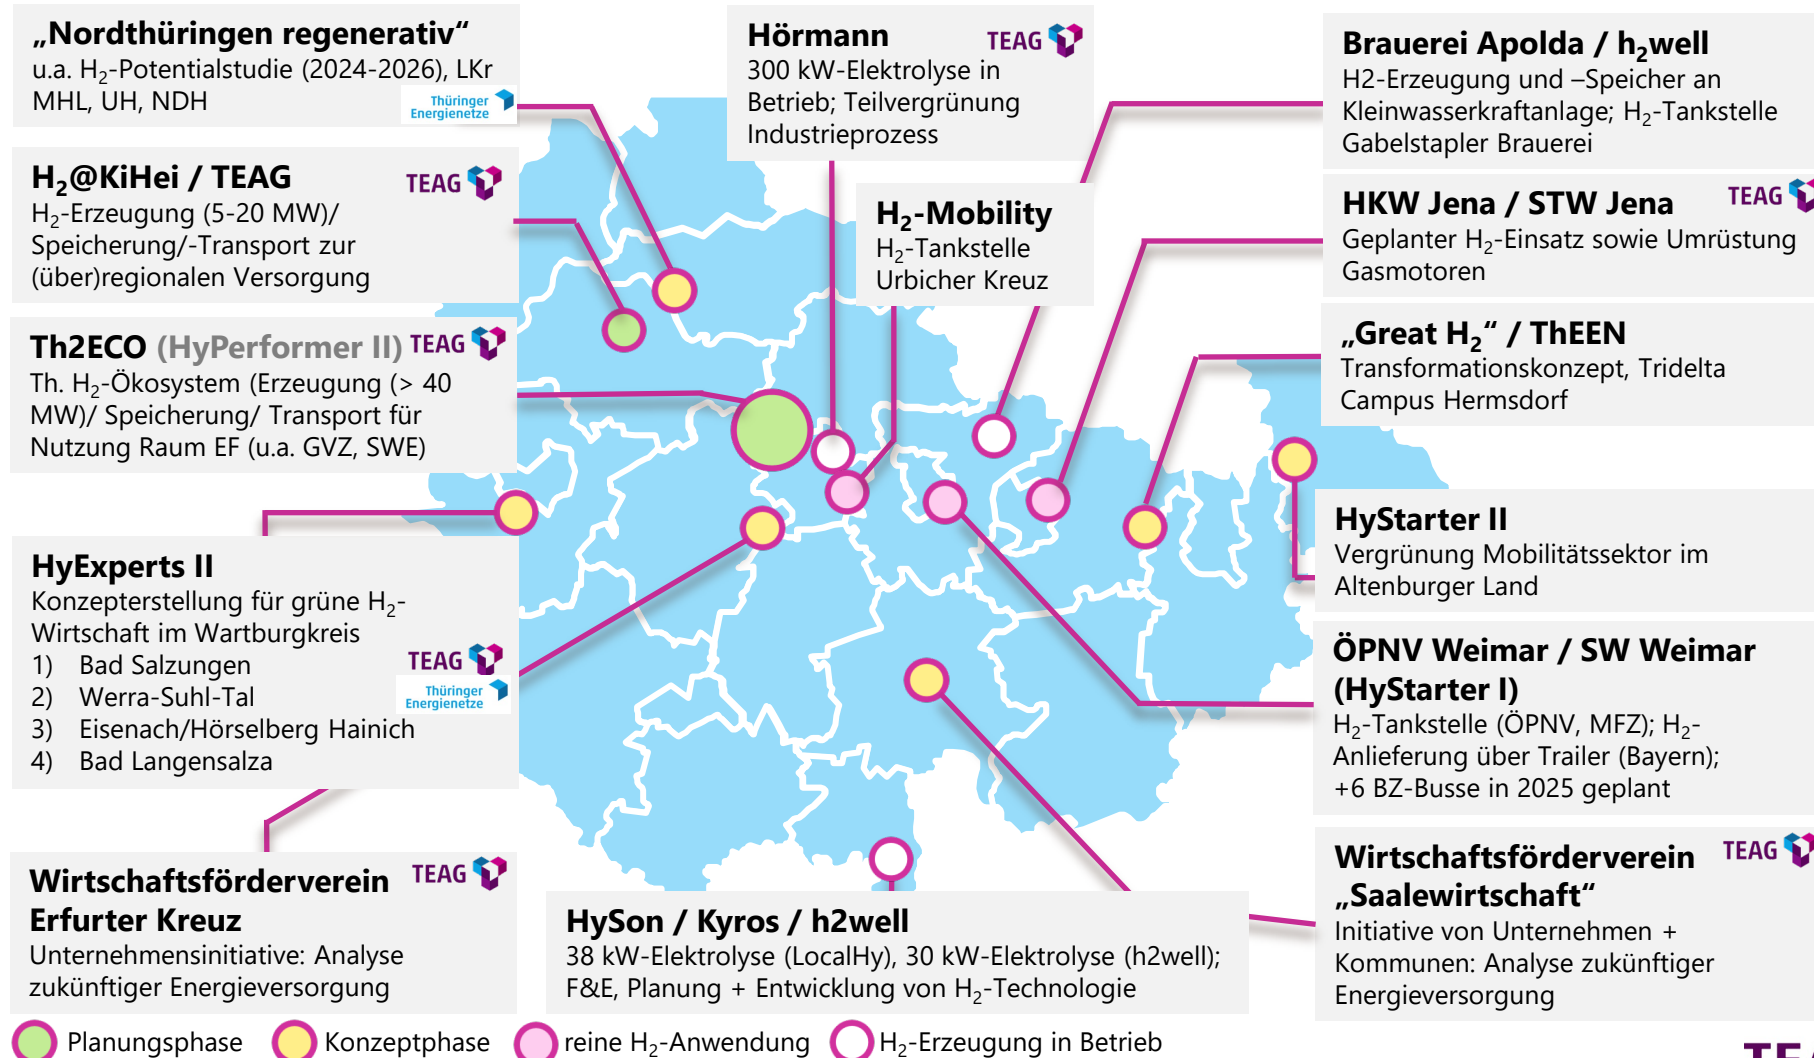 „Nordthüringen regenerativ“
u.a. H₂-Potentialstudie (2024-2026), LKr
MHL, UH, NDH
Thüringer
Energienetze
H₂@KiHei / TEAG
TEAG
H₂-Erzeugung (5-20 MW)/
Speicherung/-Transport zur
(über)regionalen Versorgung
Th2ECO (HyPerformer II)
TEAG
Th. H₂-Ökosystem (Erzeugung (> 40
MW)/ Speicherung/ Transport für
Nutzung Raum EF (u.a. GVZ, SWE)
HyExperts II
Konzepterstellung für grüne H₂-
Wirtschaft im Wartburgkreis
1) Bad Salzungen
2) Werra-Suhl-Tal
3) Eisenach/Hörselberg Hainich
4) Bad Langensalza
TEAG
Thüringer
Energienetze
Wirtschaftsförderverein
Erfurter Kreuz
TEAG
Unternehmensinitiative: Analyse
zukünftiger Energieversorgung
Hörmann
TEAG
300 kW-Elektrolyse in
Betrieb; Teilvergrünung
Industrieprozess
H₂-Mobility
H₂-Tankstelle
Urbicher Kreuz
HySon / Kyros / h2well
38 kW-Elektrolyse (LocalHy), 30 kW-Elektrolyse (h2well);
F&E, Planung + Entwicklung von H₂-Technologie
Brauerei Apolda / h₂well
H2-Erzeugung und –Speicher an
Kleinwasserkraftanlage; H₂-Tankstelle
Gabelstapler Brauerei
HKW Jena / STW Jena
TEAG
Geplanter H₂-Einsatz sowie Umrüstung
Gasmotoren
„Great H₂“ / ThEEN
Transformationskonzept, Tridelta
Campus Hermsdorf
HyStarter II
Vergrünung Mobilitätssektor im
Altenburger Land
ÖPNV Weimar / SW Weimar
(HyStarter I)
H₂-Tankstelle (ÖPNV, MFZ); H₂-
Anlieferung über Trailer (Bayern);
+6 BZ-Busse in 2025 geplant
Wirtschaftsförderverein
„Saalewirtschaft“
TEAG
Initiative von Unternehmen +
Kommunen: Analyse zukünftiger
Energieversorgung
Planungsphase
Konzeptphase
reine H₂-Anwendung
H₂-Erzeugung in Betrieb